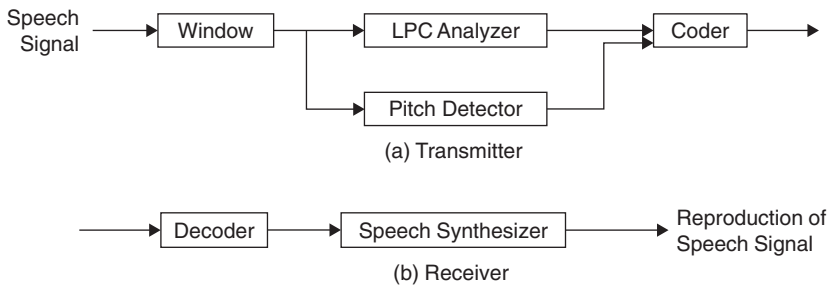 Speech
Signal
Window
LPC Analyzer
Coder
Pitch Detector
(a) Transmitter
Decoder
Speech Synthesizer
Reproduction of
Speech Signal
(b) Receiver